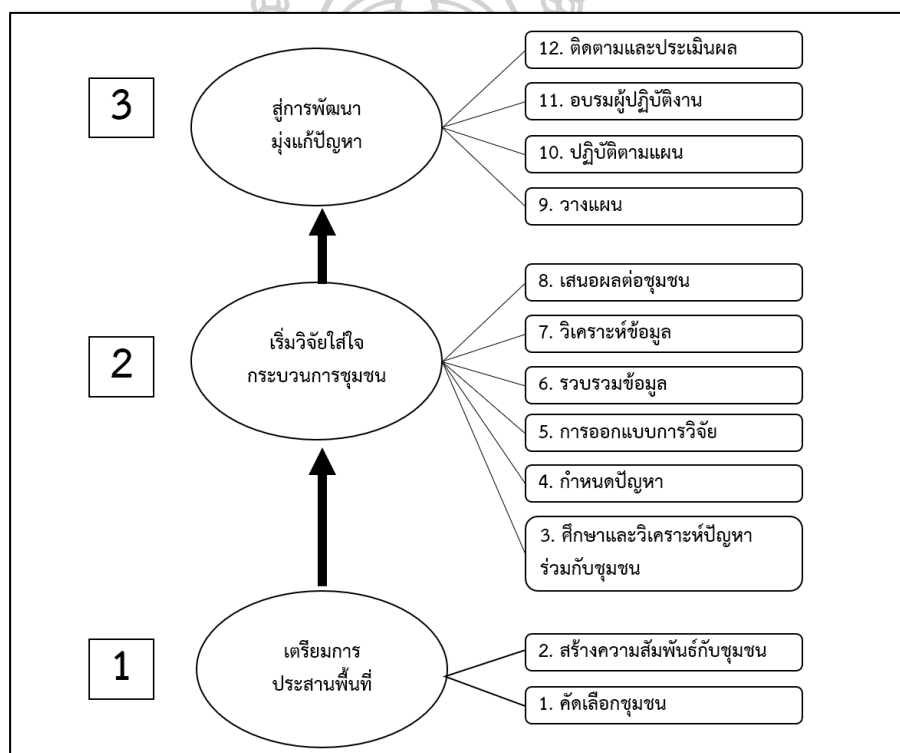 3
สู่การพัฒนา
มุ่งแก้ปัญหา
12. ติดตามและประเมินผล
11. อบรมผู้ปฏิบัติงาน
10. ปฏิบัติตามแผน
9. วางแผน
2
เริ่มวิจัยใส่ใจ
กระบวนการชุมชน
8. เสนอผลต่อชุมชน
7. วิเคราะห์ข้อมูล
6. รวบรวมข้อมูล
5. การออกแบบการวิจัย
4. กำหนดปัญหา
3. ศึกษาและวิเคราะห์ปัญหา
ร่วมกับชุมชน
1
เตรียมการ
ประสานพื้นที่
2. สร้างความสัมพันธ์กับชุมชน
1. คัดเลือกชุมชน